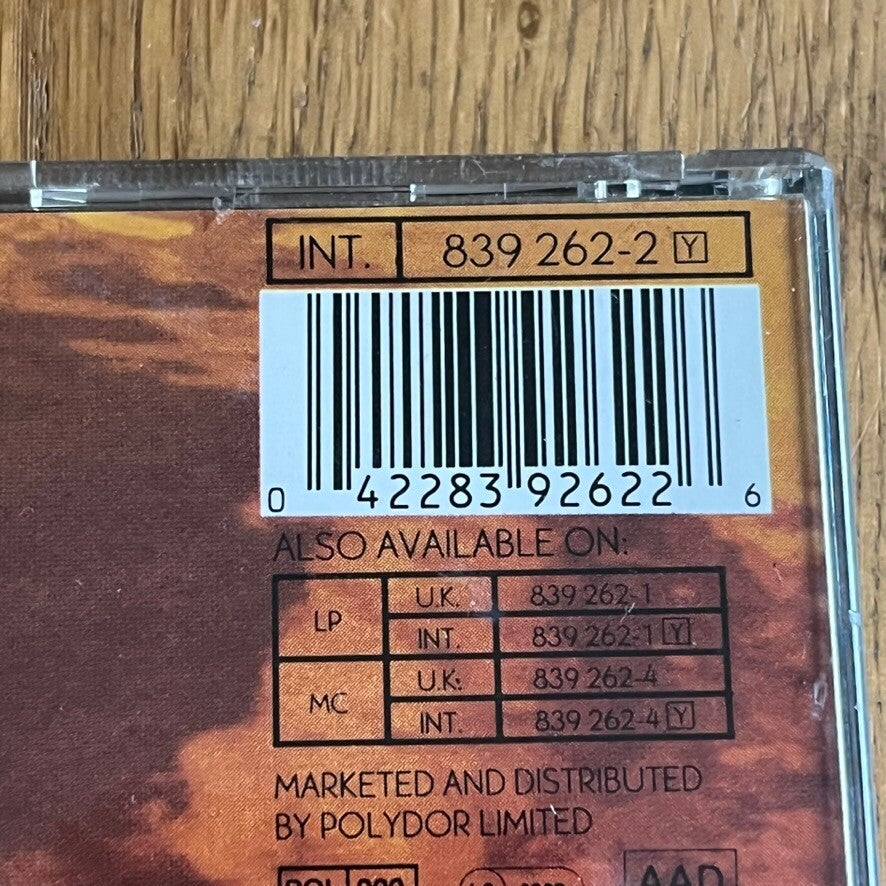 INT. 839 262-2 Y
0 42283 92622 6
ALSO AVAILABLE ON:
LP U.K. 839 262-1
INT. 839 262-1 Y
MC U.K. 839 262-4
INT. 839 262-4 Y
MARKETED AND DISTRIBUTED
BY POLYDOR LIMITED
AAD